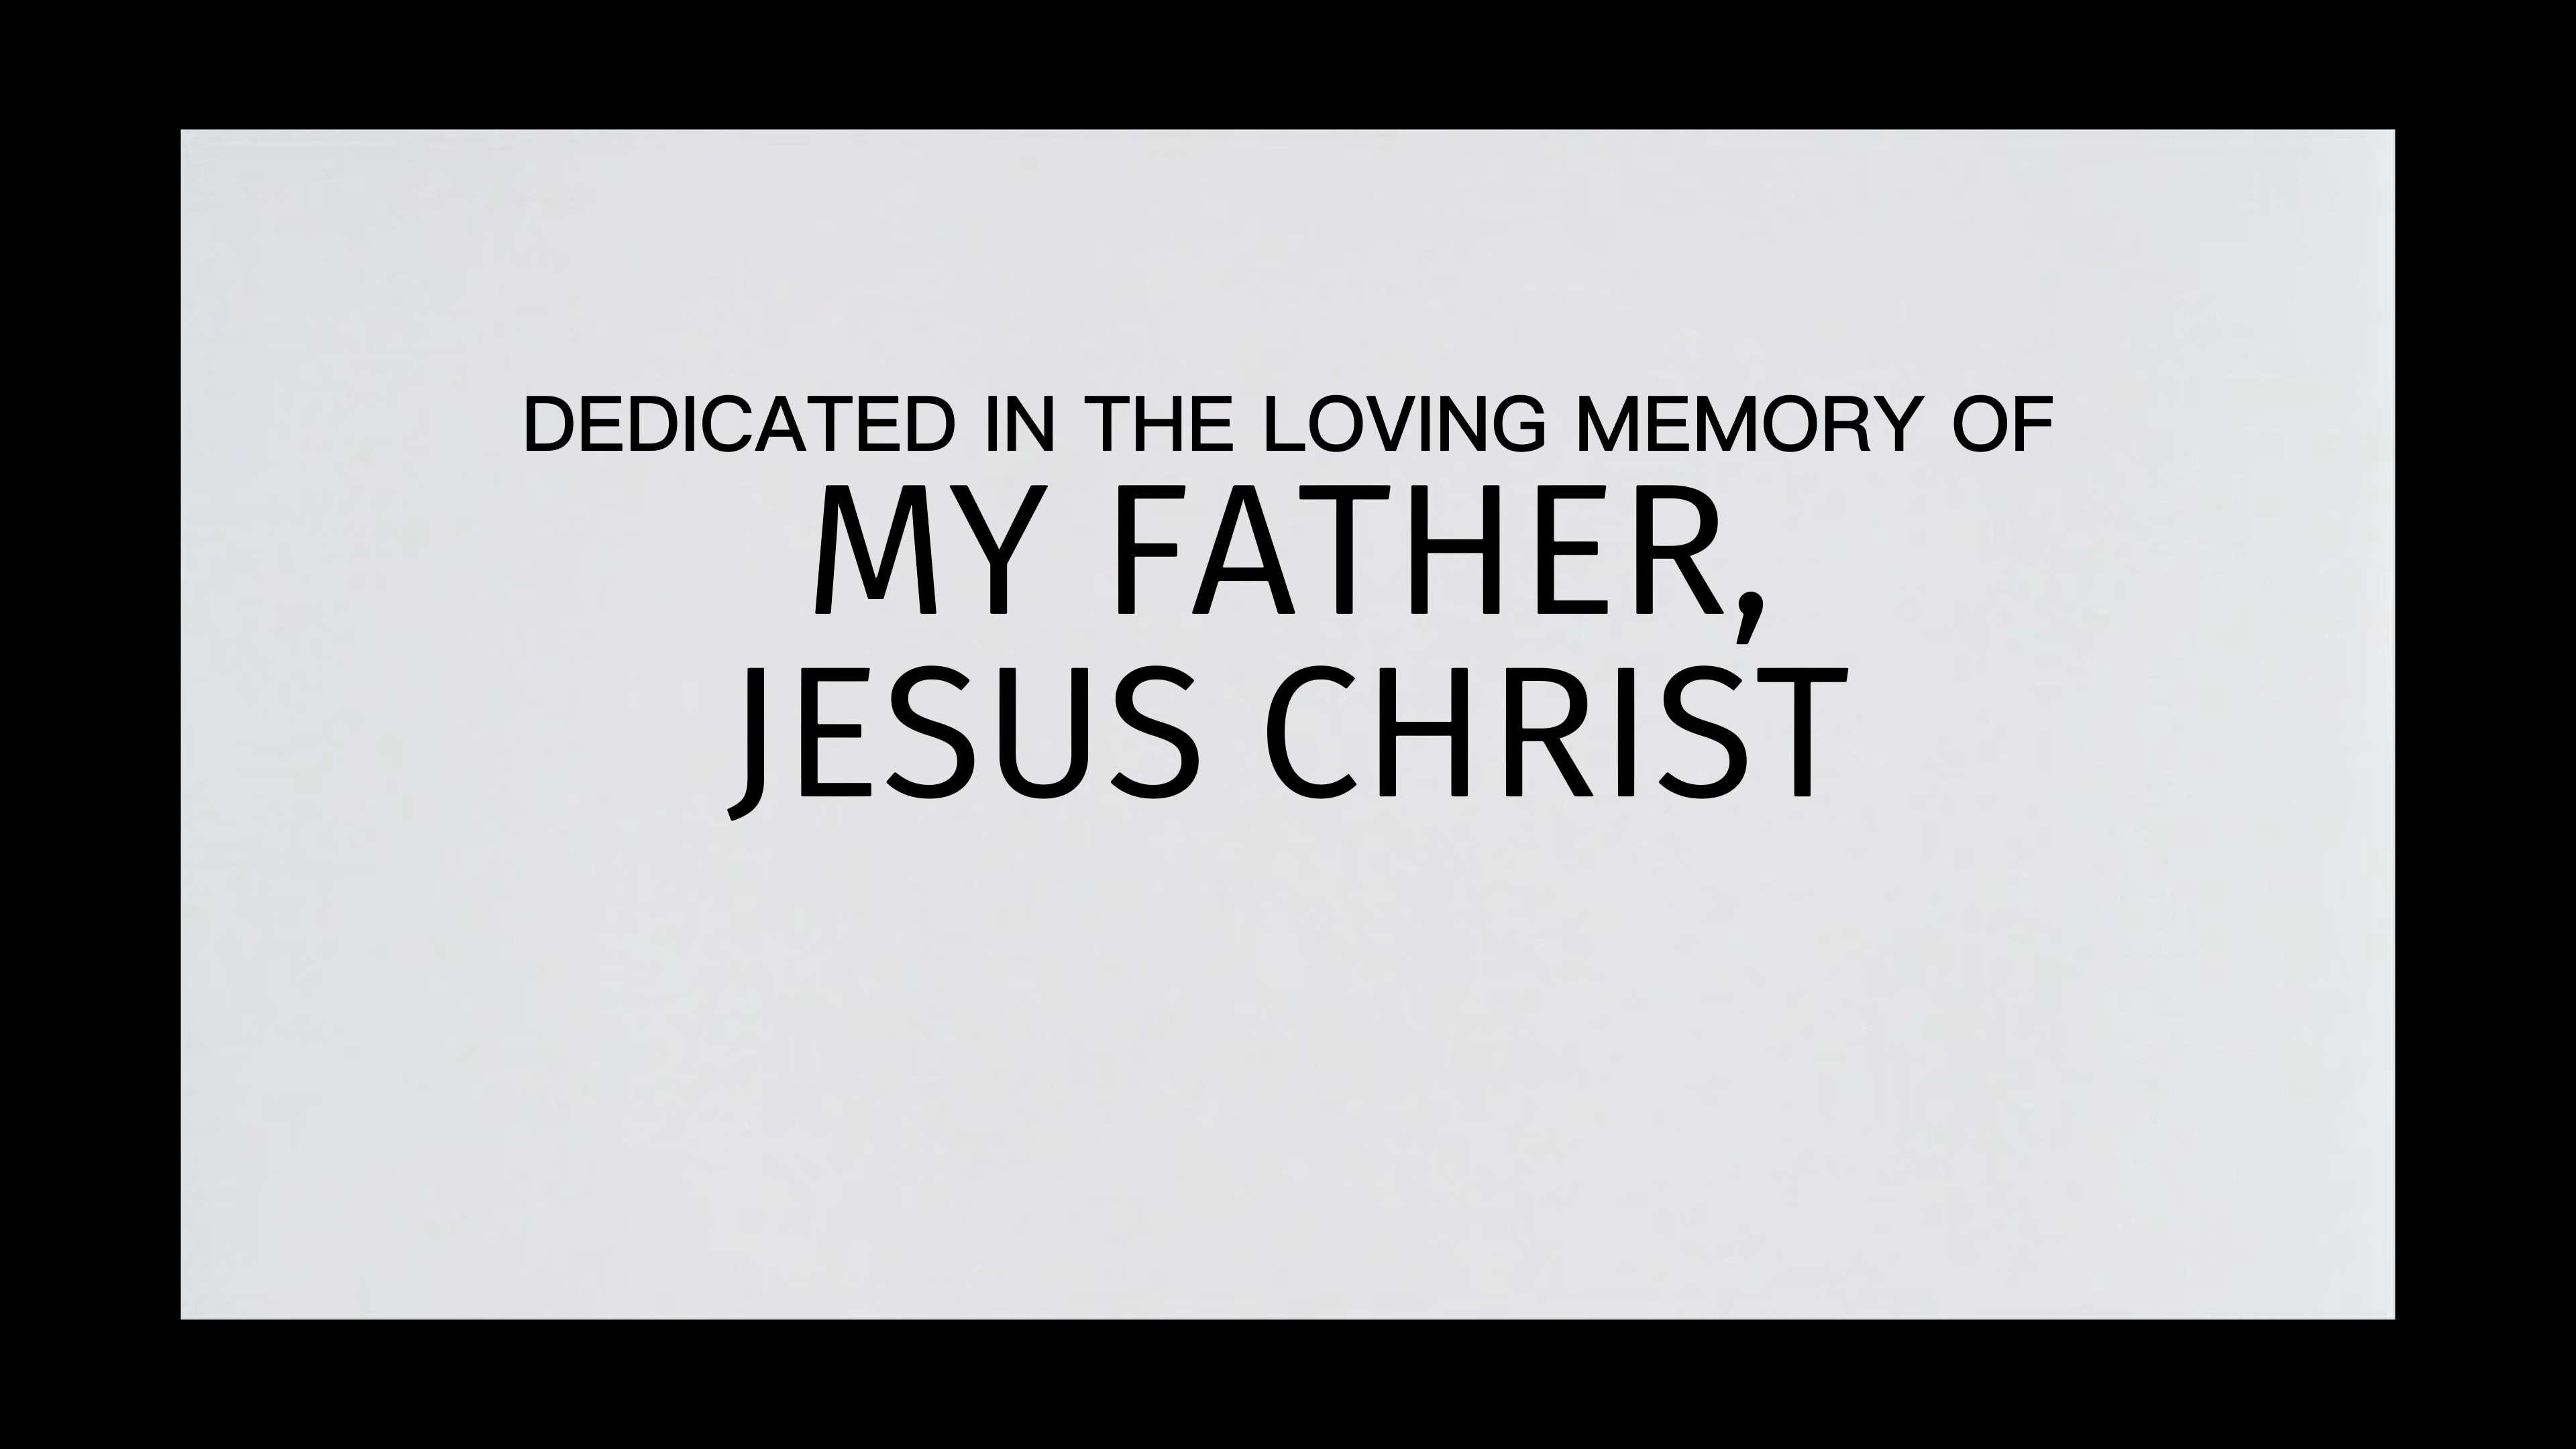 DEDICATED IN THE LOVING MEMORY OF
MY FATHER,
JESUS CHRIST